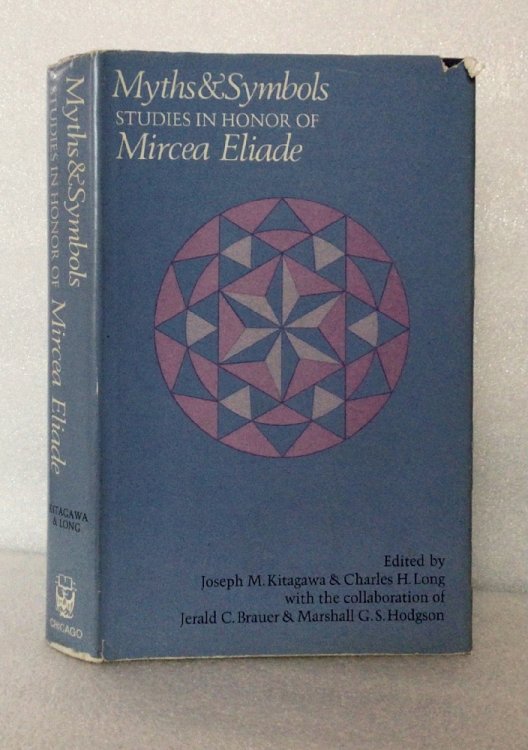 Myths&Symbols
STUDIES IN HONOR OF
Mircea Eliade
Edited by
Joseph M. Kitagawa & Charles H. Long
with the collaboration of
Jerald C. Brauer & Marshall G. S. Hodgson
Myths&Symbols
STUDIES IN HONOR OF
Mircea Eliade
KITAGAWA
& LONG
CHICAGO